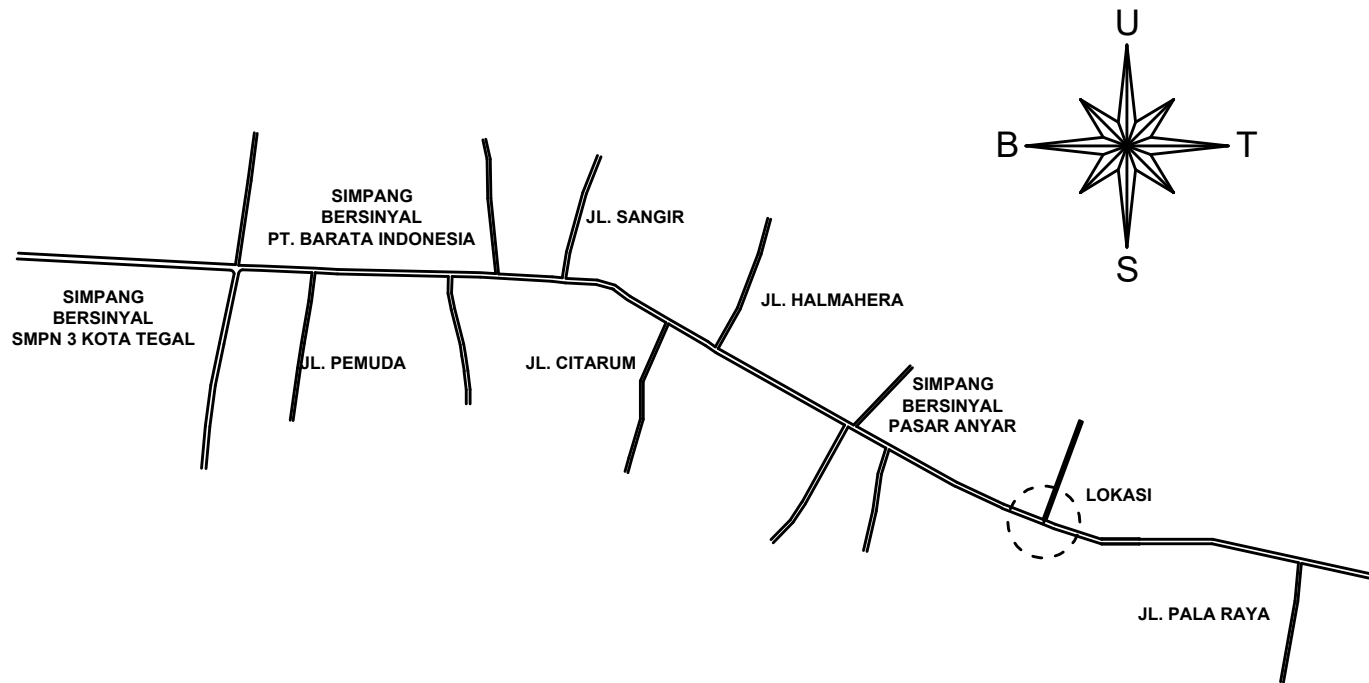 U
B
T
S
SIMPANG
BERSINYAL
PT. BARATA INDONESIA
JL. SANGIR
JL. HALMAHERA
SIMPANG
BERSINYAL
SMPN 3 KOTA TEGAL
JL. PEMUDA
JL. CITARUM
SIMPANG
BERSINYAL
PASAR ANYAR
LOKASI
JL. PALA RAYA